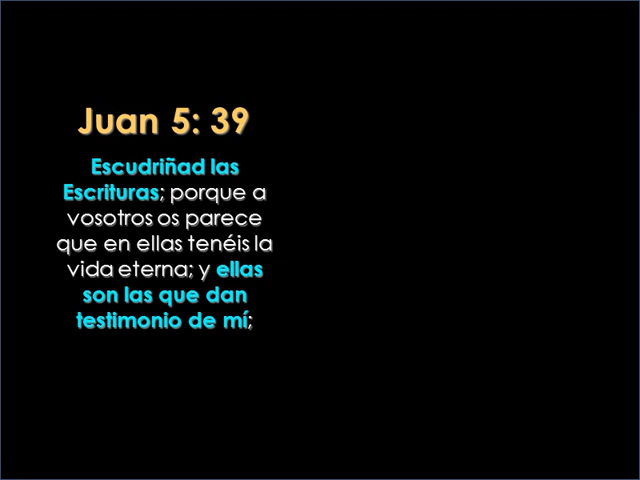 Juan 5: 39
Escudriñad las
Escrituras; porque a
vosotros os parece
que en ellas tenéis la
vida eterna; y ellas
son las que dan
testimonio de mí;